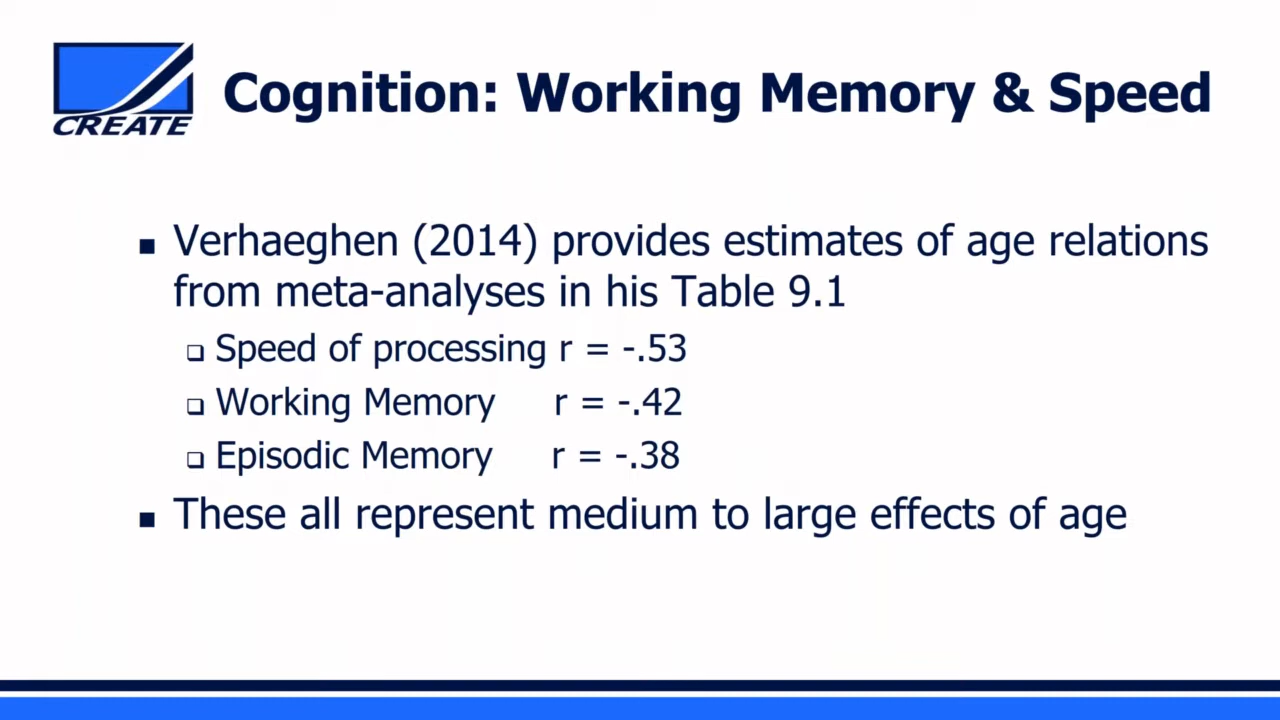 CREATE
Cognition: Working Memory & Speed
Verhaeghen (2014) provides estimates of age relations
from meta-analyses in his Table 9.1
Speed of processing r = -.53
Working Memory r = -.42
Episodic Memory r = -.38
These all represent medium to large effects of age